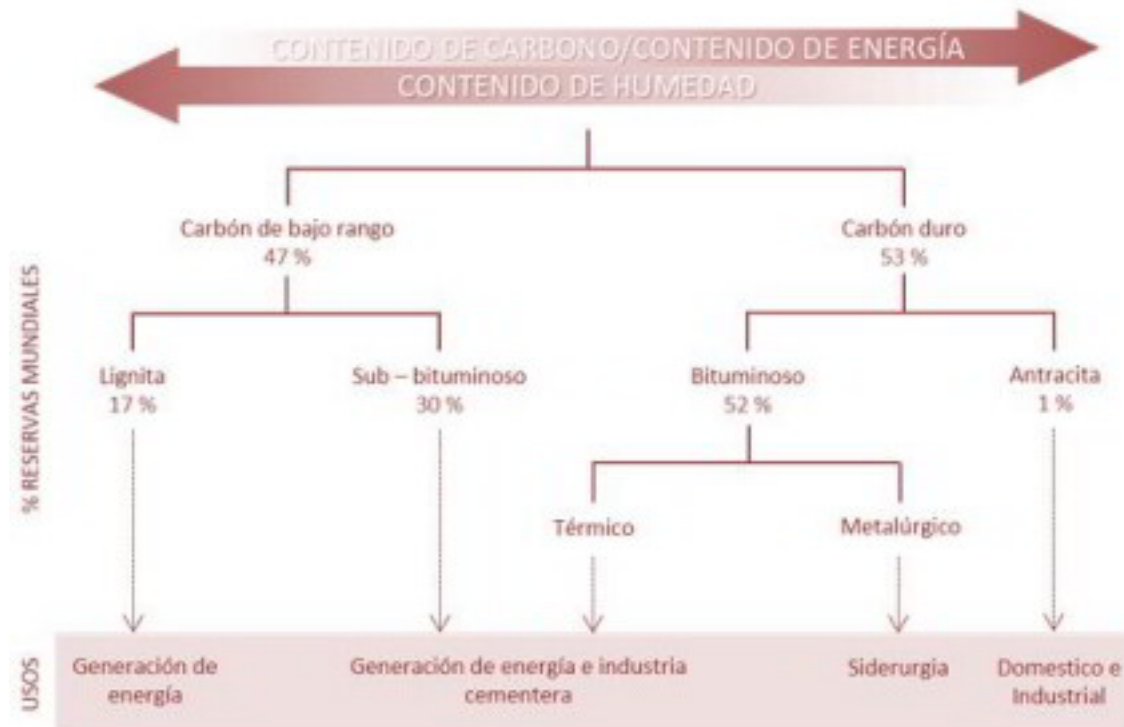 CONTENIDO DE CARBONO/CONTENIDO DE ENERGÍA
CONTENIDO DE HUMEDAD
Carbón de bajo rango
47 %
Carbón duro
53 %
% RESERVAS MUNDIALES
Lignita
17 %
Sub – bituminoso
30 %
Bituminoso
52 %
Antracita
1 %
Térmico
Metalúrgico
USOS
Generación de
energía
Generación de energía e industria
cementera
Siderurgia
Domestico e
Industrial